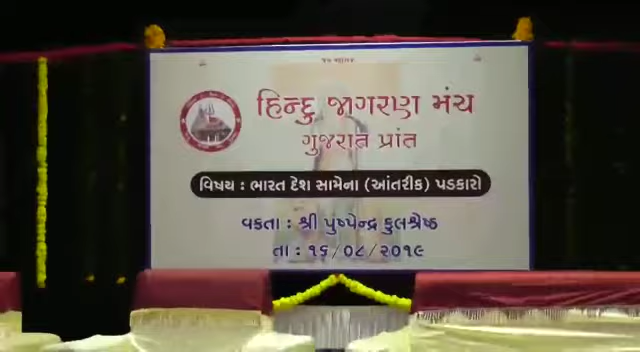 હિન્દુ જાગરણ મંચ
ગુજરાત પ્રાંત
વિષય : ભારત દેશ સામેના (આંતરીક) પડકારો
વકતા : શ્રી પુષ્પેન્દ્ર કુલશ્રેષ્ઠ
તા : ૧૬/૦૮/૨૦૧૯